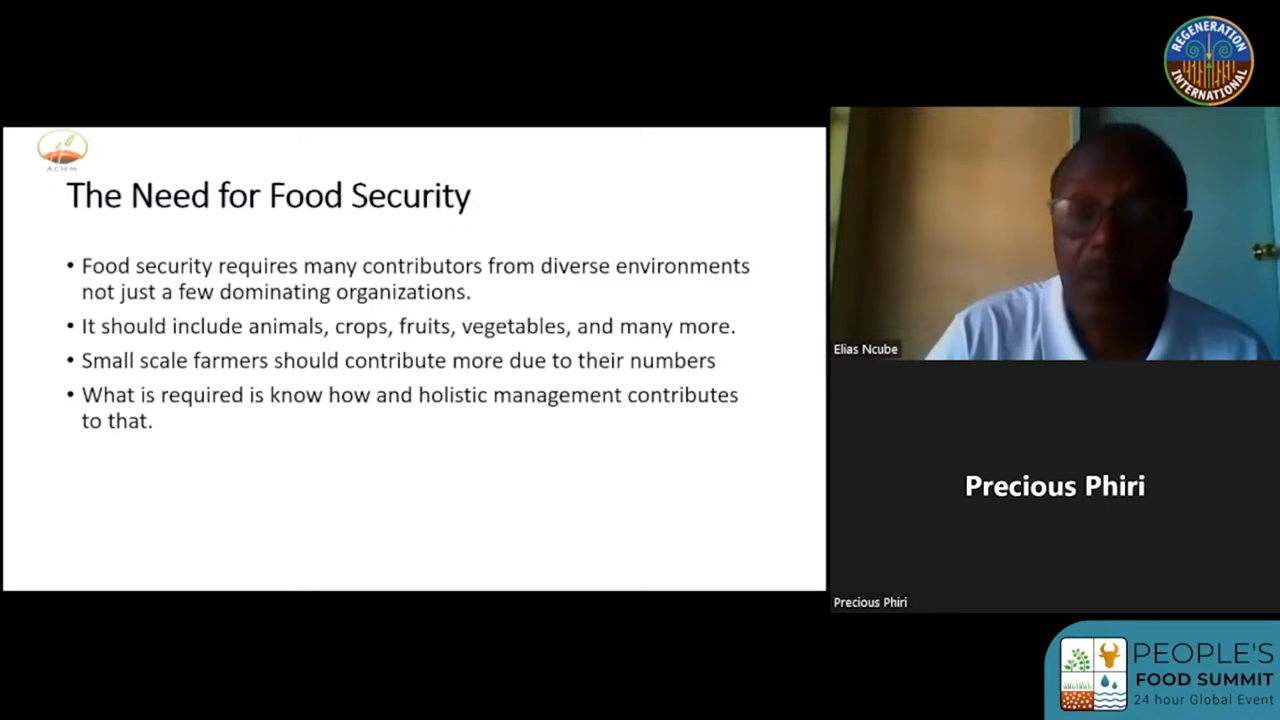 REGENERATION
INTERNATIONAL
ACHM
The Need for Food Security
• Food security requires many contributors from diverse environments
not just a few dominating organizations.
• It should include animals, crops, fruits, vegetables, and many more.
• Small scale farmers should contribute more due to their numbers
• What is required is know how and holistic management contributes
to that.
Elias Ncube
Precious Phiri
Precious Phiri
PEOPLE'S
FOOD SUMMIT
24 hour Global Event